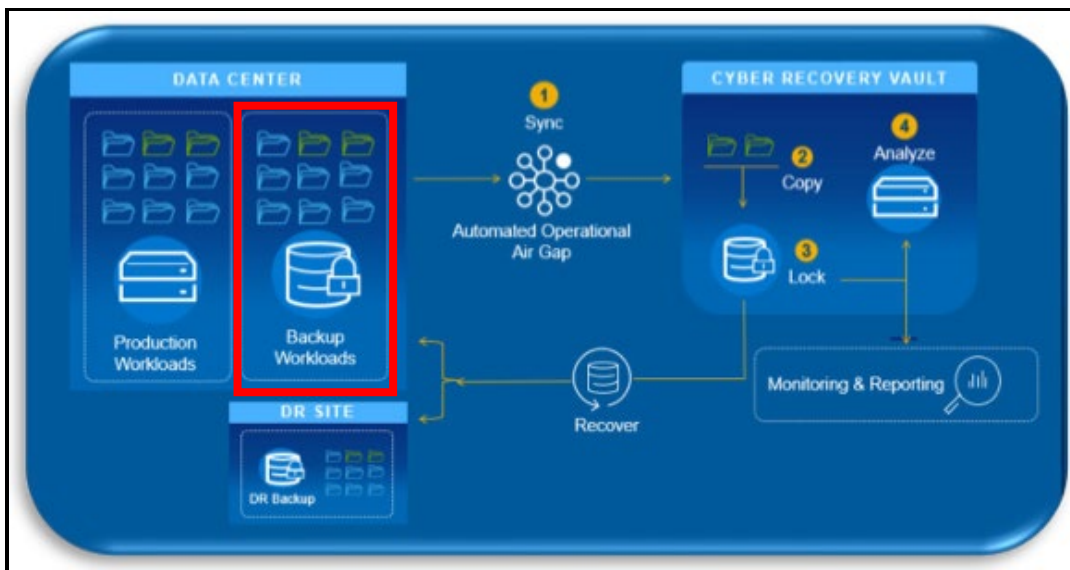 DATA CENTER
Production
Workloads
Backup
Workloads
DR SITE
DR Backup
1
Sync
Automated Operational
Air Gap
Recover
CYBER RECOVERY VAULT
2
Copy
3
Lock
4
Analyze
Monitoring & Reporting